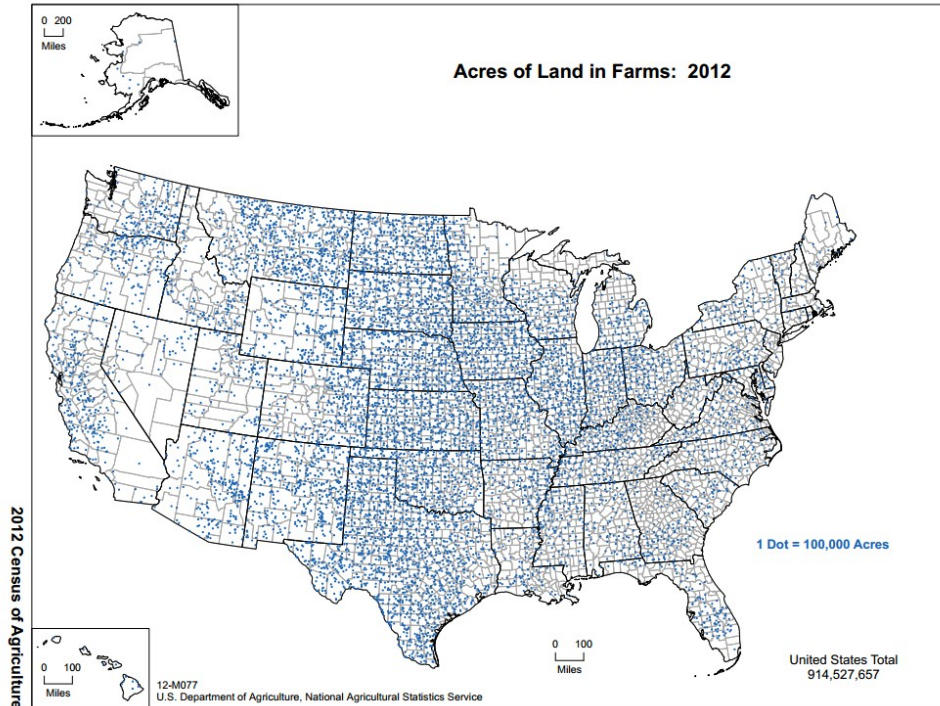 0 200
Miles
Acres of Land in Farms: 2012
2012 Census of Agriculture
1 Dot = 100,000 Acres
0 100
Miles
United States Total
914,527,657
0 100
Miles
12-M077
U.S. Department of Agriculture, National Agricultural Statistics Service